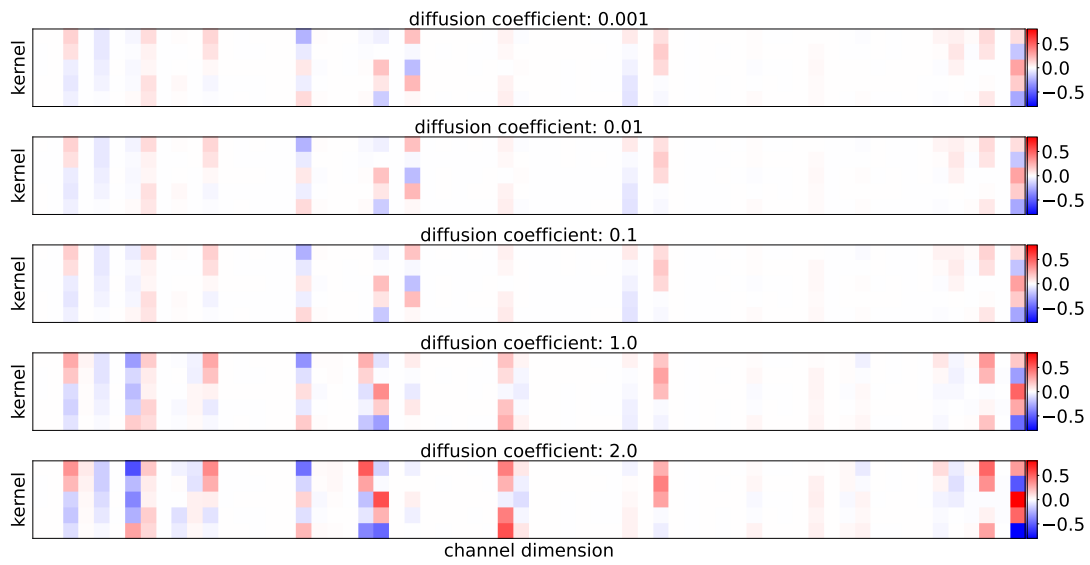 diffusion coefficient: 0.001
kernel
0.5
0.0
−0.5
diffusion coefficient: 0.01
kernel
0.5
0.0
−0.5
diffusion coefficient: 0.1
kernel
0.5
0.0
−0.5
diffusion coefficient: 1.0
kernel
0.5
0.0
−0.5
diffusion coefficient: 2.0
kernel
0.5
0.0
−0.5
channel dimension